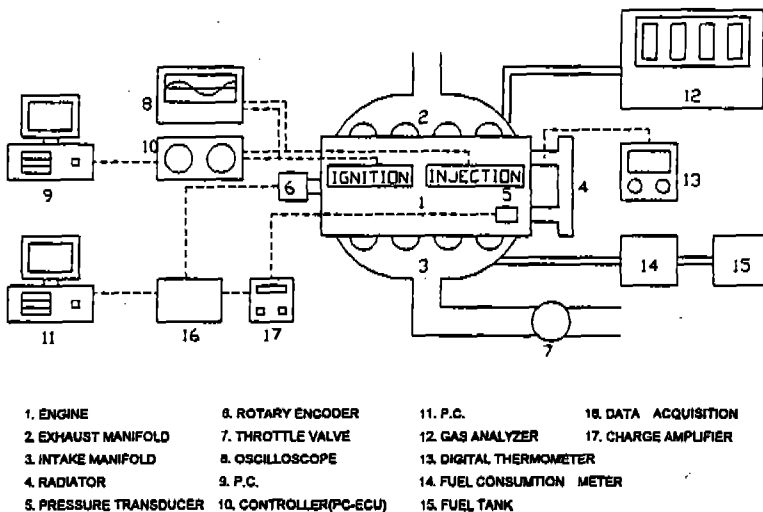 8
2
12
9
10
6
IGNITION
INJECTION
5
1
4
13
3
14
15
11
16
17
7
1. ENGINE
2. EXHAUST MANIFOLD
3. INTAKE MANIFOLD
4. RADIATOR
5. PRESSURE TRANSDUCER
6. ROTARY ENCODER
7. THROTTLE VALVE
8. OSCILLOSCOPE
9. P.C.
10. CONTROLLER(PC-ECU)
11. P.C.
12. GAS ANALYZER
13. DIGITAL THERMOMETER
14. FUEL CONSUMTION METER
15. FUEL TANK
16. DATA ACQUISITION
17. CHARGE AMPLIFIER